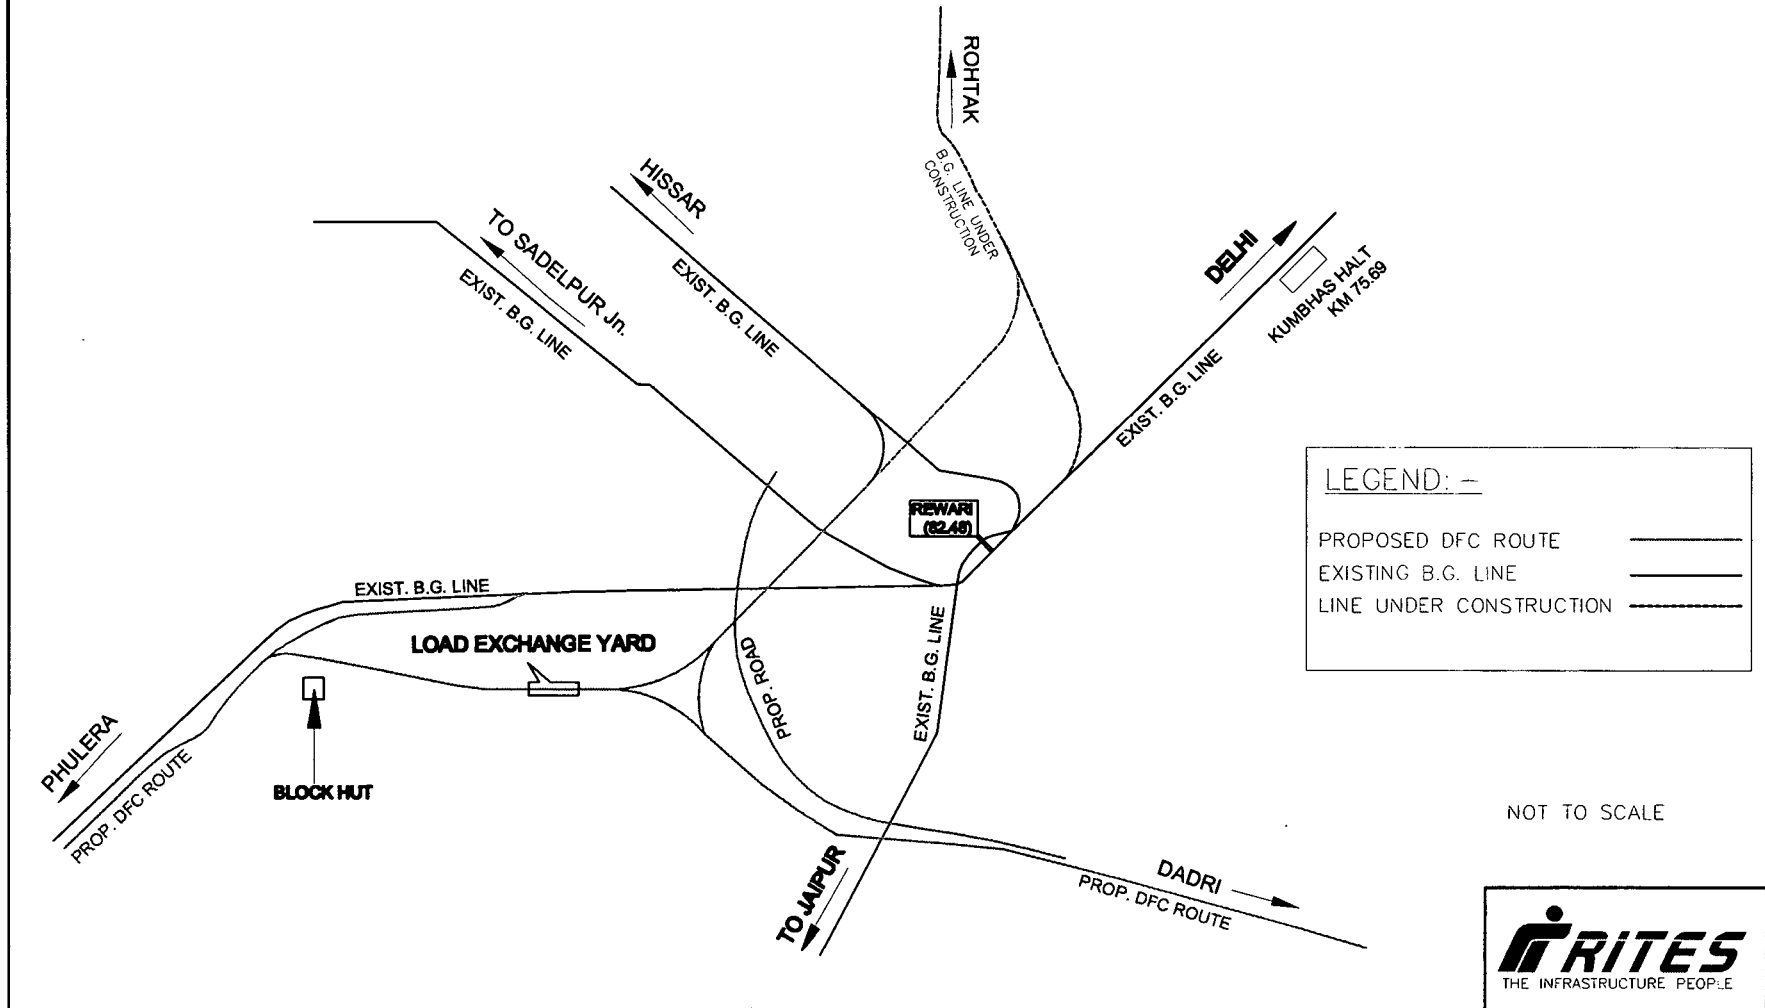 ROHTAK
B.G. LINE UNDER
CONSTRUCTION
HISSAR
EXIST. B.G. LINE
TO SADELPUR Jn.
EXIST. B.G. LINE
DELHI
KUMBHAS HALT
KM 75.69
EXIST. B.G. LINE
REWARI
(82.48)
LEGEND: -
PROPOSED DFC ROUTE
EXISTING B.G. LINE
LINE UNDER CONSTRUCTION
EXIST. B.G. LINE
LOAD EXCHANGE YARD
PROP. ROAD
EXIST. B.G. LINE
PHULERA
PROP. DFC ROUTE
BLOCK HUT
NOT TO SCALE
TO JAIPUR
DADRI
PROP. DFC ROUTE
RITES
THE INFRASTRUCTURE PEOPLE